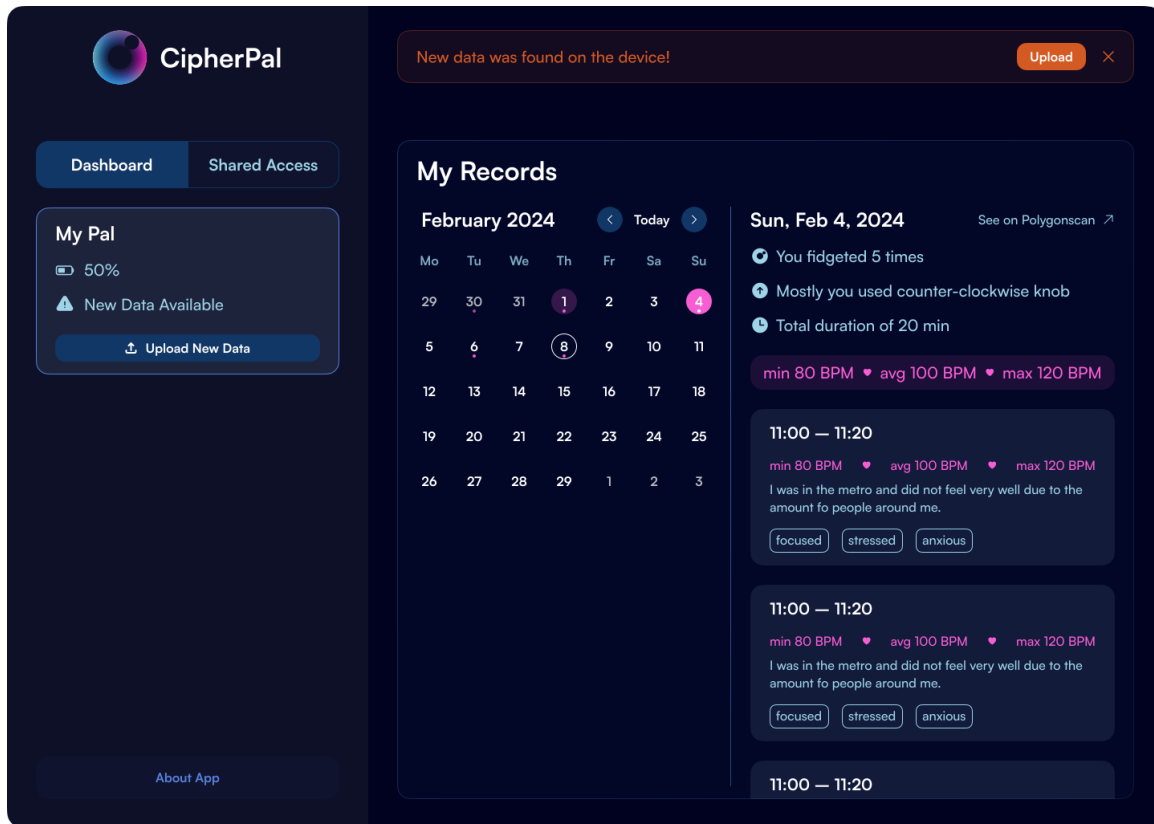 CipherPal
New data was found on the device!
Upload
Dashboard
Shared Access
My Pal
50%
New Data Available
Upload New Data
About App
My Records
February 2024
Today
Mo Tu We Th Fr Sa Su
29 30 31 1 2 3 4
5 6 7 8 9 10 11
12 13 14 15 16 17 18
19 20 21 22 23 24 25
26 27 28 29 1 2 3
Sun, Feb 4, 2024
See on Polygonscan
You fidgeted 5 times
Mostly you used counter-clockwise knob
Total duration of 20 min
min 80 BPM avg 100 BPM max 120 BPM
11:00 — 11:20
min 80 BPM avg 100 BPM max 120 BPM
I was in the metro and did not feel very well due to the
amount fo people around me.
focused stressed anxious
11:00 — 11:20
min 80 BPM avg 100 BPM max 120 BPM
I was in the metro and did not feel very well due to the
amount fo people around me.
focused stressed anxious
11:00 — 11:20